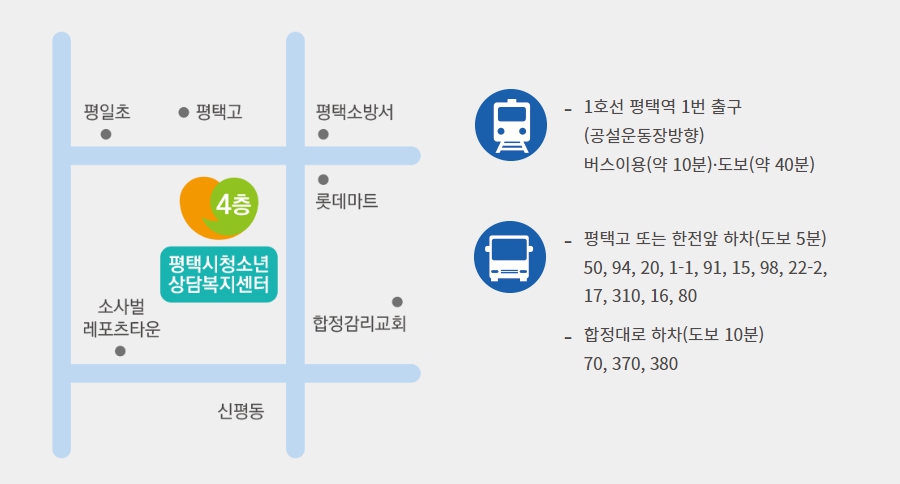 평일초
평택고
평택소방서
4층
롯데마트
평택시청소년
상담복지센터
소사벌
레포츠타운
합정감리교회
신평동
- 1호선 평택역 1번 출구
(공설운동장방향)
버스이용(약 10분)·도보(약 40분)
- 평택고 또는 한전앞 하차(도보 5분)
50, 94, 20, 1-1, 91, 15, 98, 22-2,
17, 310, 16, 80
- 합정대로 하차(도보 10분)
70, 370, 380